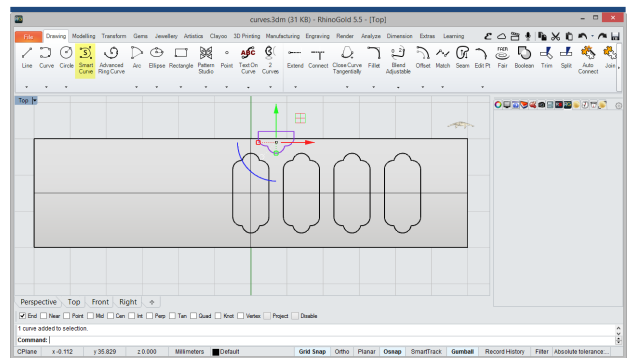 curves.3dm (31 KB) - RhinoGold 5.5 - [Top]
File Drawing Modelling Transform Gems Jewellery Artistics Clayoo 3D Printing Manufacturing Engraving Render Analyze Dimension Extras Learning
Line Curve Circle Smart Curve Advanced Ring Curve Arc Ellipse Rectangle Pattern Studio Point Text On Curve 2 Curves Extend Connect Close Curve Tangentially Fillet Blend Adjustable Offset Match Seam Edit Pt Fair Boolean Trim Split Auto Connect Join
Top
Perspective Top Front Right
End Near Point Mid Cen Int Perp Tan Quad Knot Vertex Project Disable
1 curve added to selection.
Command:
CPlane x -0.112 y 35.829 z 0.000 Millimeters Default Grid Snap Ortho Planar Osnap SmartTrack Gumball Record History Filter Absolute tolerance:...